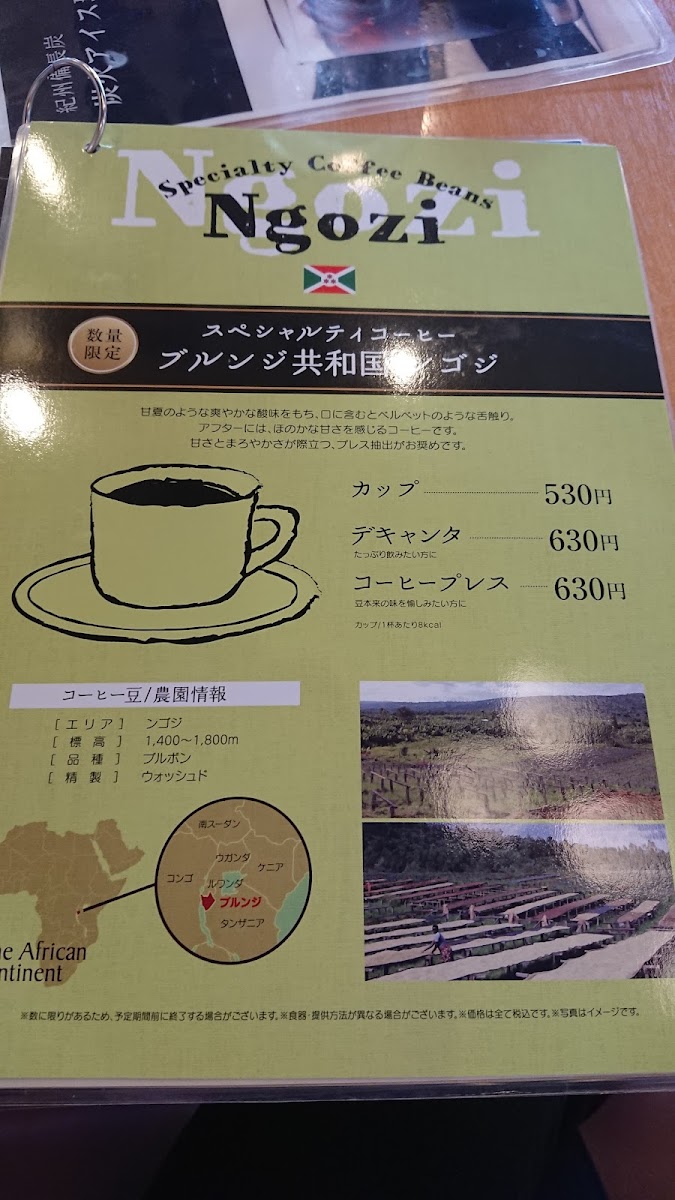 紀州備長炭
炭火アイス
Ngozi
Specialty Coffee Beans
Ngozi
数量
限定
スペシャルティコーヒー
ブルンジ共和国 ンゴジ
甘夏のような爽やかな酸味をもち、口に含むとベルベットのような舌触り。
アフターには、ほのかな甘さを感じるコーヒーです。
甘さとまろやかさが際立つ、プレス抽出がお奨めです。
カップ 530円
デキャンタ 630円
たっぷり飲みたい方に
コーヒープレス 630円
豆本来の味を愉しみたい方に
カップ/1杯あたり8kcal
コーヒー豆/農園情報
[エリア] ンゴジ
[標高] 1,400~1,800m
[品種] ブルボン
[精製] ウォッシュド
南スーダン
ウガンダ
ケニア
コンゴ
ルワンダ
ブルンジ
タンザニア
he African
ntinent
※数に限りがあるため、予定期間前に終了する場合がございます。※食器・提供方法が異なる場合がございます。※価格は全て税込です。※写真はイメージです。